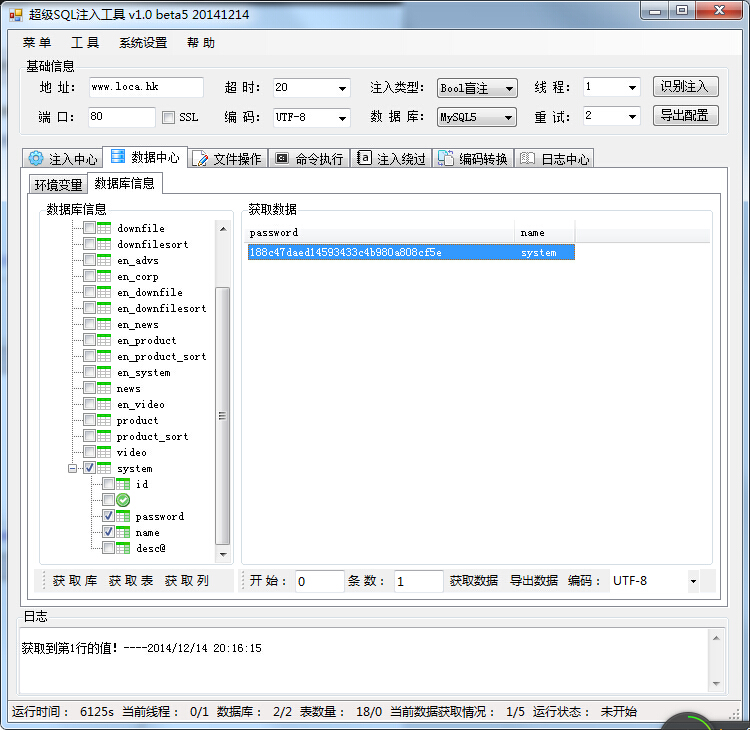 超级SQL注入工具 v1.0 beta5 20141214
菜 单 工 具 系统设置 帮 助
基础信息
地 址: www.loca.hk 超 时: 20 注入类型: Bool盲注 线 程: 1 识别注入
端 口: 80 SSL 编 码: UTF-8 数 据 库: MySQL5 重 试: 2 导出配置
注入中心 数据中心 文件操作 命令执行 注入绕过 编码转换 日志中心
环境变量 数据库信息
数据库信息
downfile
downfilesort
en_advs
en_corp
en_downfile
en_downfilesort
en_news
en_product
en_product_sort
en_system
news
en_video
product
product_sort
video
system
id
password
name
desc@
获取数据
password name
188c47daed14593433c4b980a808cf5e system
获 取 库 获 取 表 获 取 列
开 始: 0 条 数: 1 获取数据 导出数据 编码: UTF-8
日志
获取到第1行的值!----2014/12/14 20:16:15
运行时间: 6125s 当前线程: 0/1 数据库: 2/2 表数量: 18/0 当前数据获取情况: 1/5 运行状态: 未开始